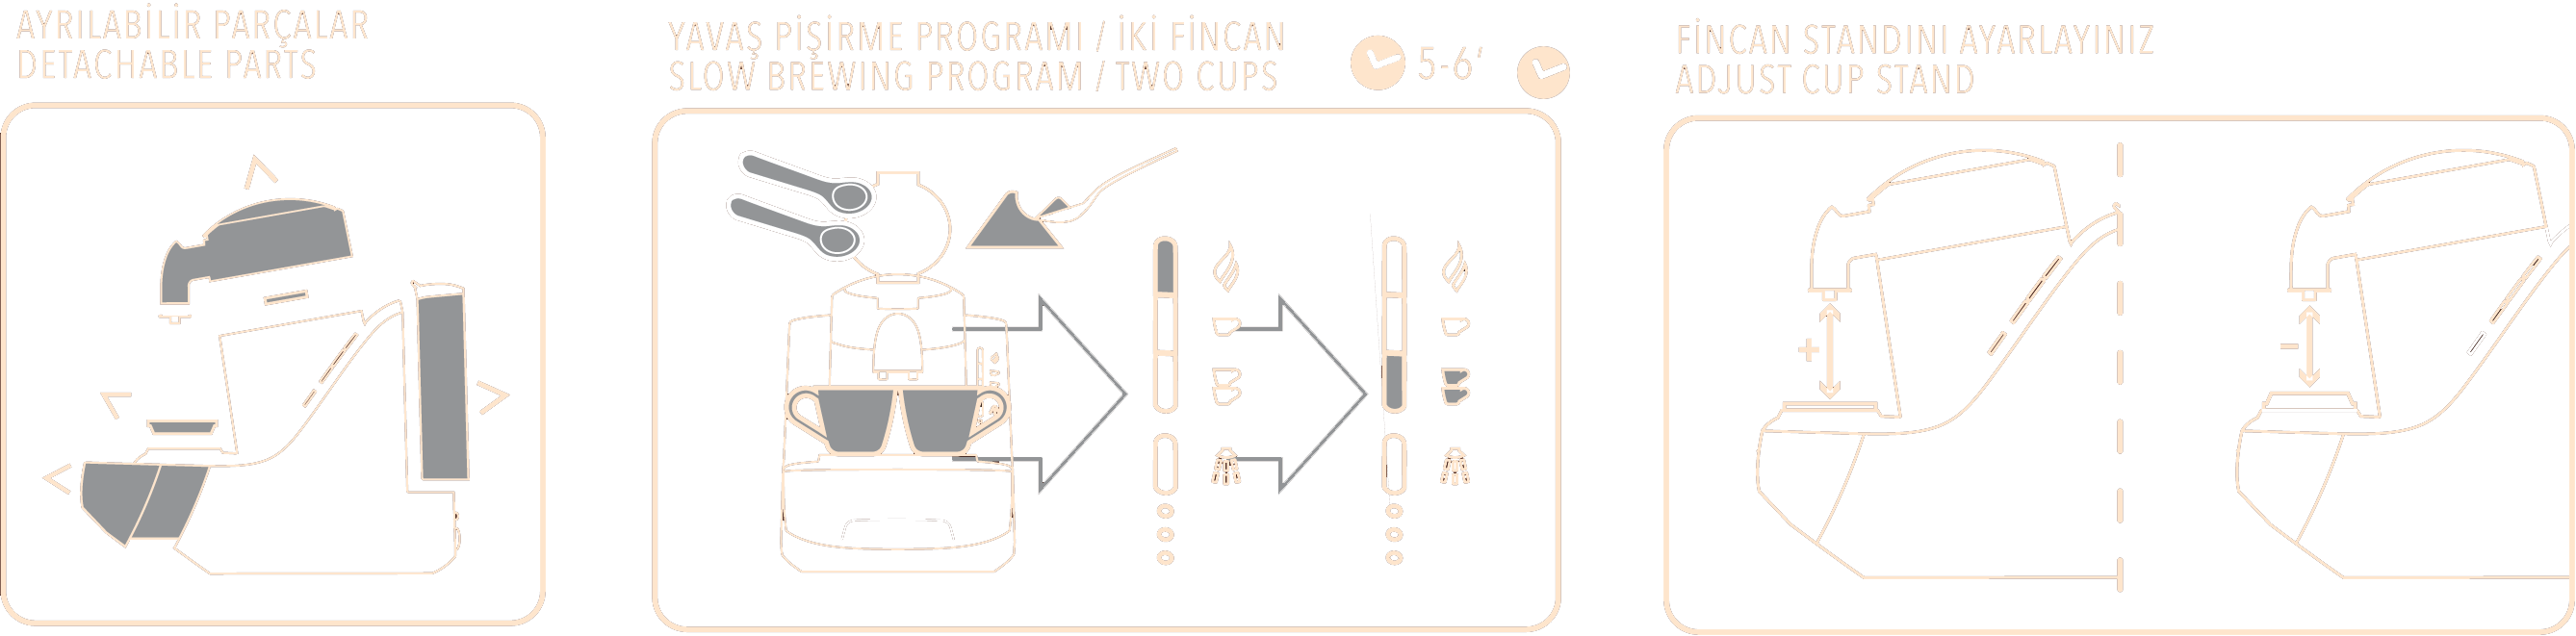 AYRILABİLİR PARÇALAR
DETACHABLE PARTS
YAVAŞ PİŞİRME PROGRAMI / İKİ FİNCAN
SLOW BREWING PROGRAM / TWO CUPS
5-6‘
FİNCAN STANDINI AYARLAYINIZ
ADJUST CUP STAND
+
−